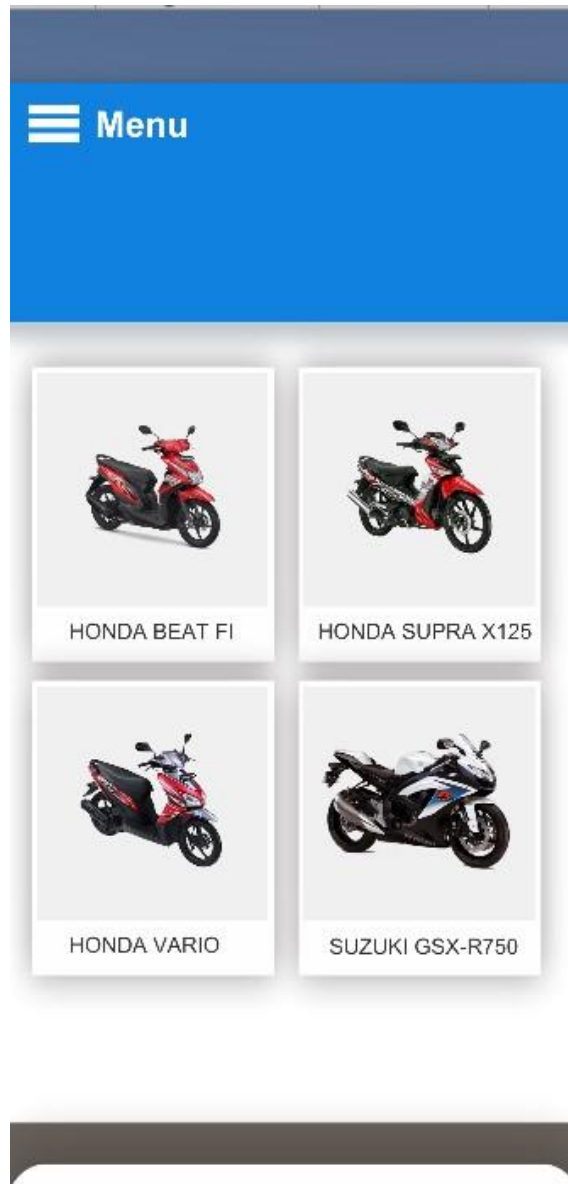 Menu
HONDA BEAT FI
HONDA SUPRA X125
HONDA VARIO
SUZUKI GSX-R750